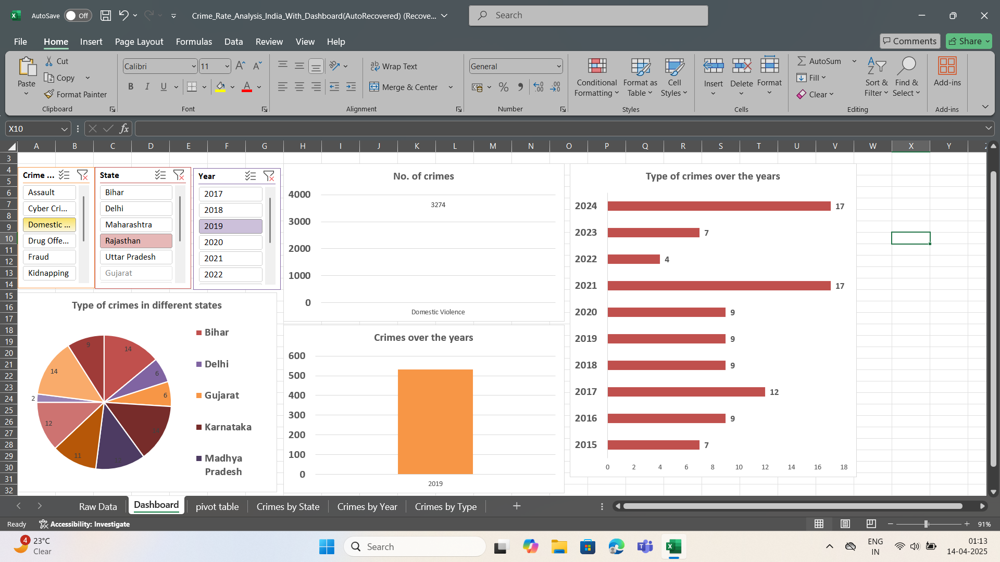 AutoSave Off Crime_Rate_Analysis_India_With_Dashboard(AutoRecovered) (Recove... Search
File Home Insert Page Layout Formulas Data Review View Help Comments Share
Paste Cut
Copy
Format Painter
Clipboard
Calibri 11
B I U A
Font
Wrap Text
Merge & Center
Alignment
General
Number
Conditional Formatting
Format as Table
Cell Styles
Styles
Insert Delete Format
Cells
AutoSum
Fill
Clear
Sort & Filter
Find & Select
Editing
Add-ins
Add-ins
X10 fx
A B C D E F G H I J K L M N O P Q R S T U V W X Y
3
4
5
6
7
8
9
10
11
12
13
14
15
16
17
18
19
20
21
22
23
24
25
26
27
28
29
30
31
32
Crime ...
Assault
Cyber Cri...
Domestic ...
Drug Offe...
Fraud
Kidnapping
State
Bihar
Delhi
Maharashtra
Rajasthan
Uttar Pradesh
Gujarat
Year
2017
2018
2019
2020
2021
2022
No. of crimes
4000
3274
3000
2000
1000
0
Domestic Violence
Type of crimes over the years
2024 17
2023 7
2022 4
2021 17
2020 9
2019 9
2018 9
2017 12
2016 9
2015 7
0 2 4 6 8 10 12 14 16 18
Type of crimes in different states
9 14
14 6
2 6
12
11
Bihar
Delhi
Gujarat
Karnataka
Madhya
Pradesh
Crimes over the years
600
500
400
300
200
100
0
2019
Raw Data Dashboard pivot table Crimes by State Crimes by Year Crimes by Type
Ready Accessibility: Investigate 91%
4 23°C
Clear
Search
ENG
IN
01:13
14-04-2025